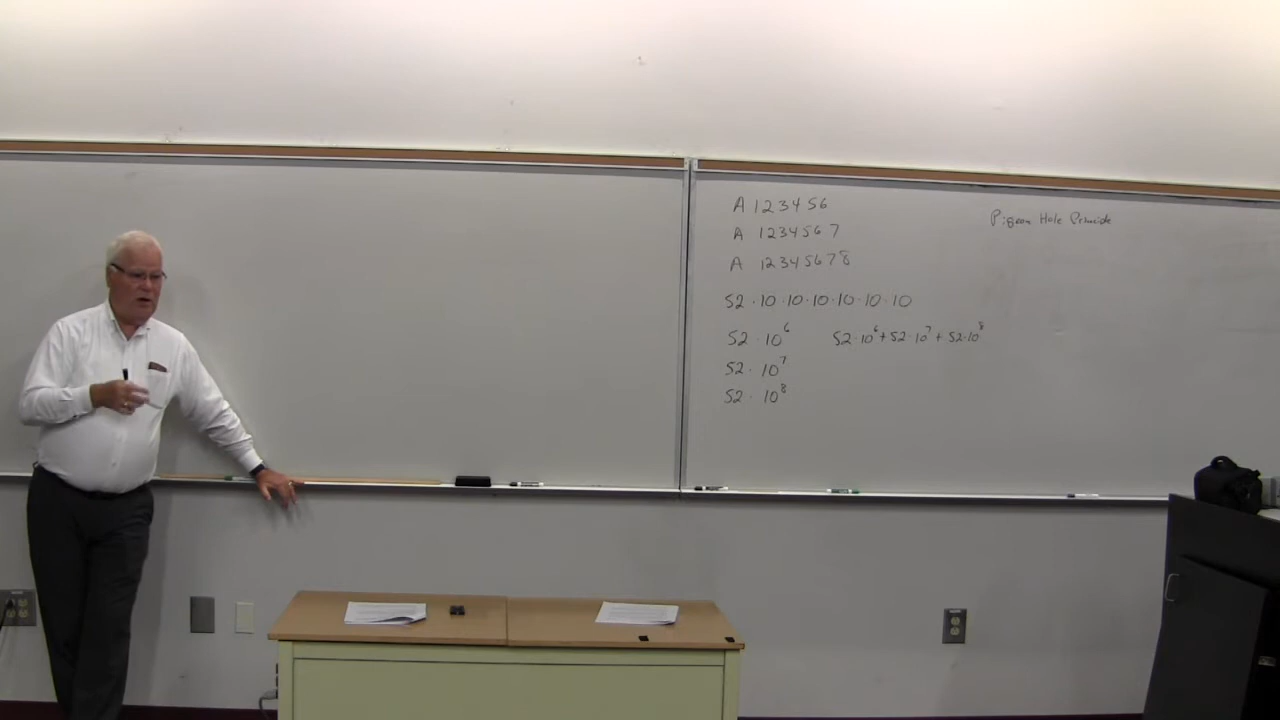 A 123456
A 1234567
A 12345678
52 · 10 · 10 · 10 · 10 · 10 · 10
52 · 10⁶
52·10⁶ + 52·10⁷ + 52·10⁸
52 · 10⁷
52 · 10⁸
Pigeon Hole